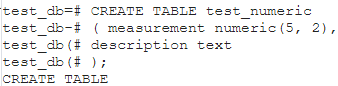 test_db=# CREATE TABLE test_numeric
test_db-# ( measurement numeric(5, 2),
test_db(# description text
test_db(# );
CREATE TABLE